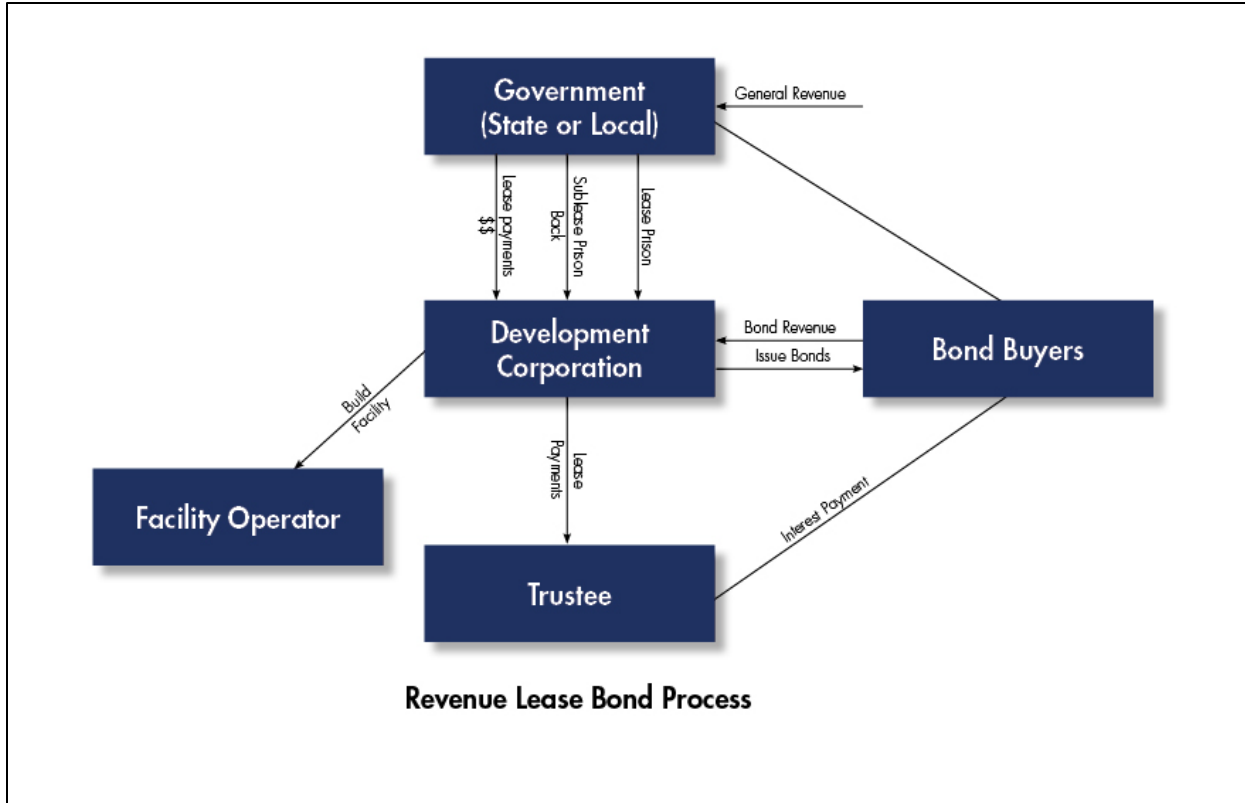 Government
(State or Local)
General Revenue
Lease payments
$$
Sublease Prison
Back
Lease Prison
Development
Corporation
Bond Revenue
Issue Bonds
Bond Buyers
Build
Facility
Lease
Payments
Facility Operator
Interest Payment
Trustee
Revenue Lease Bond Process